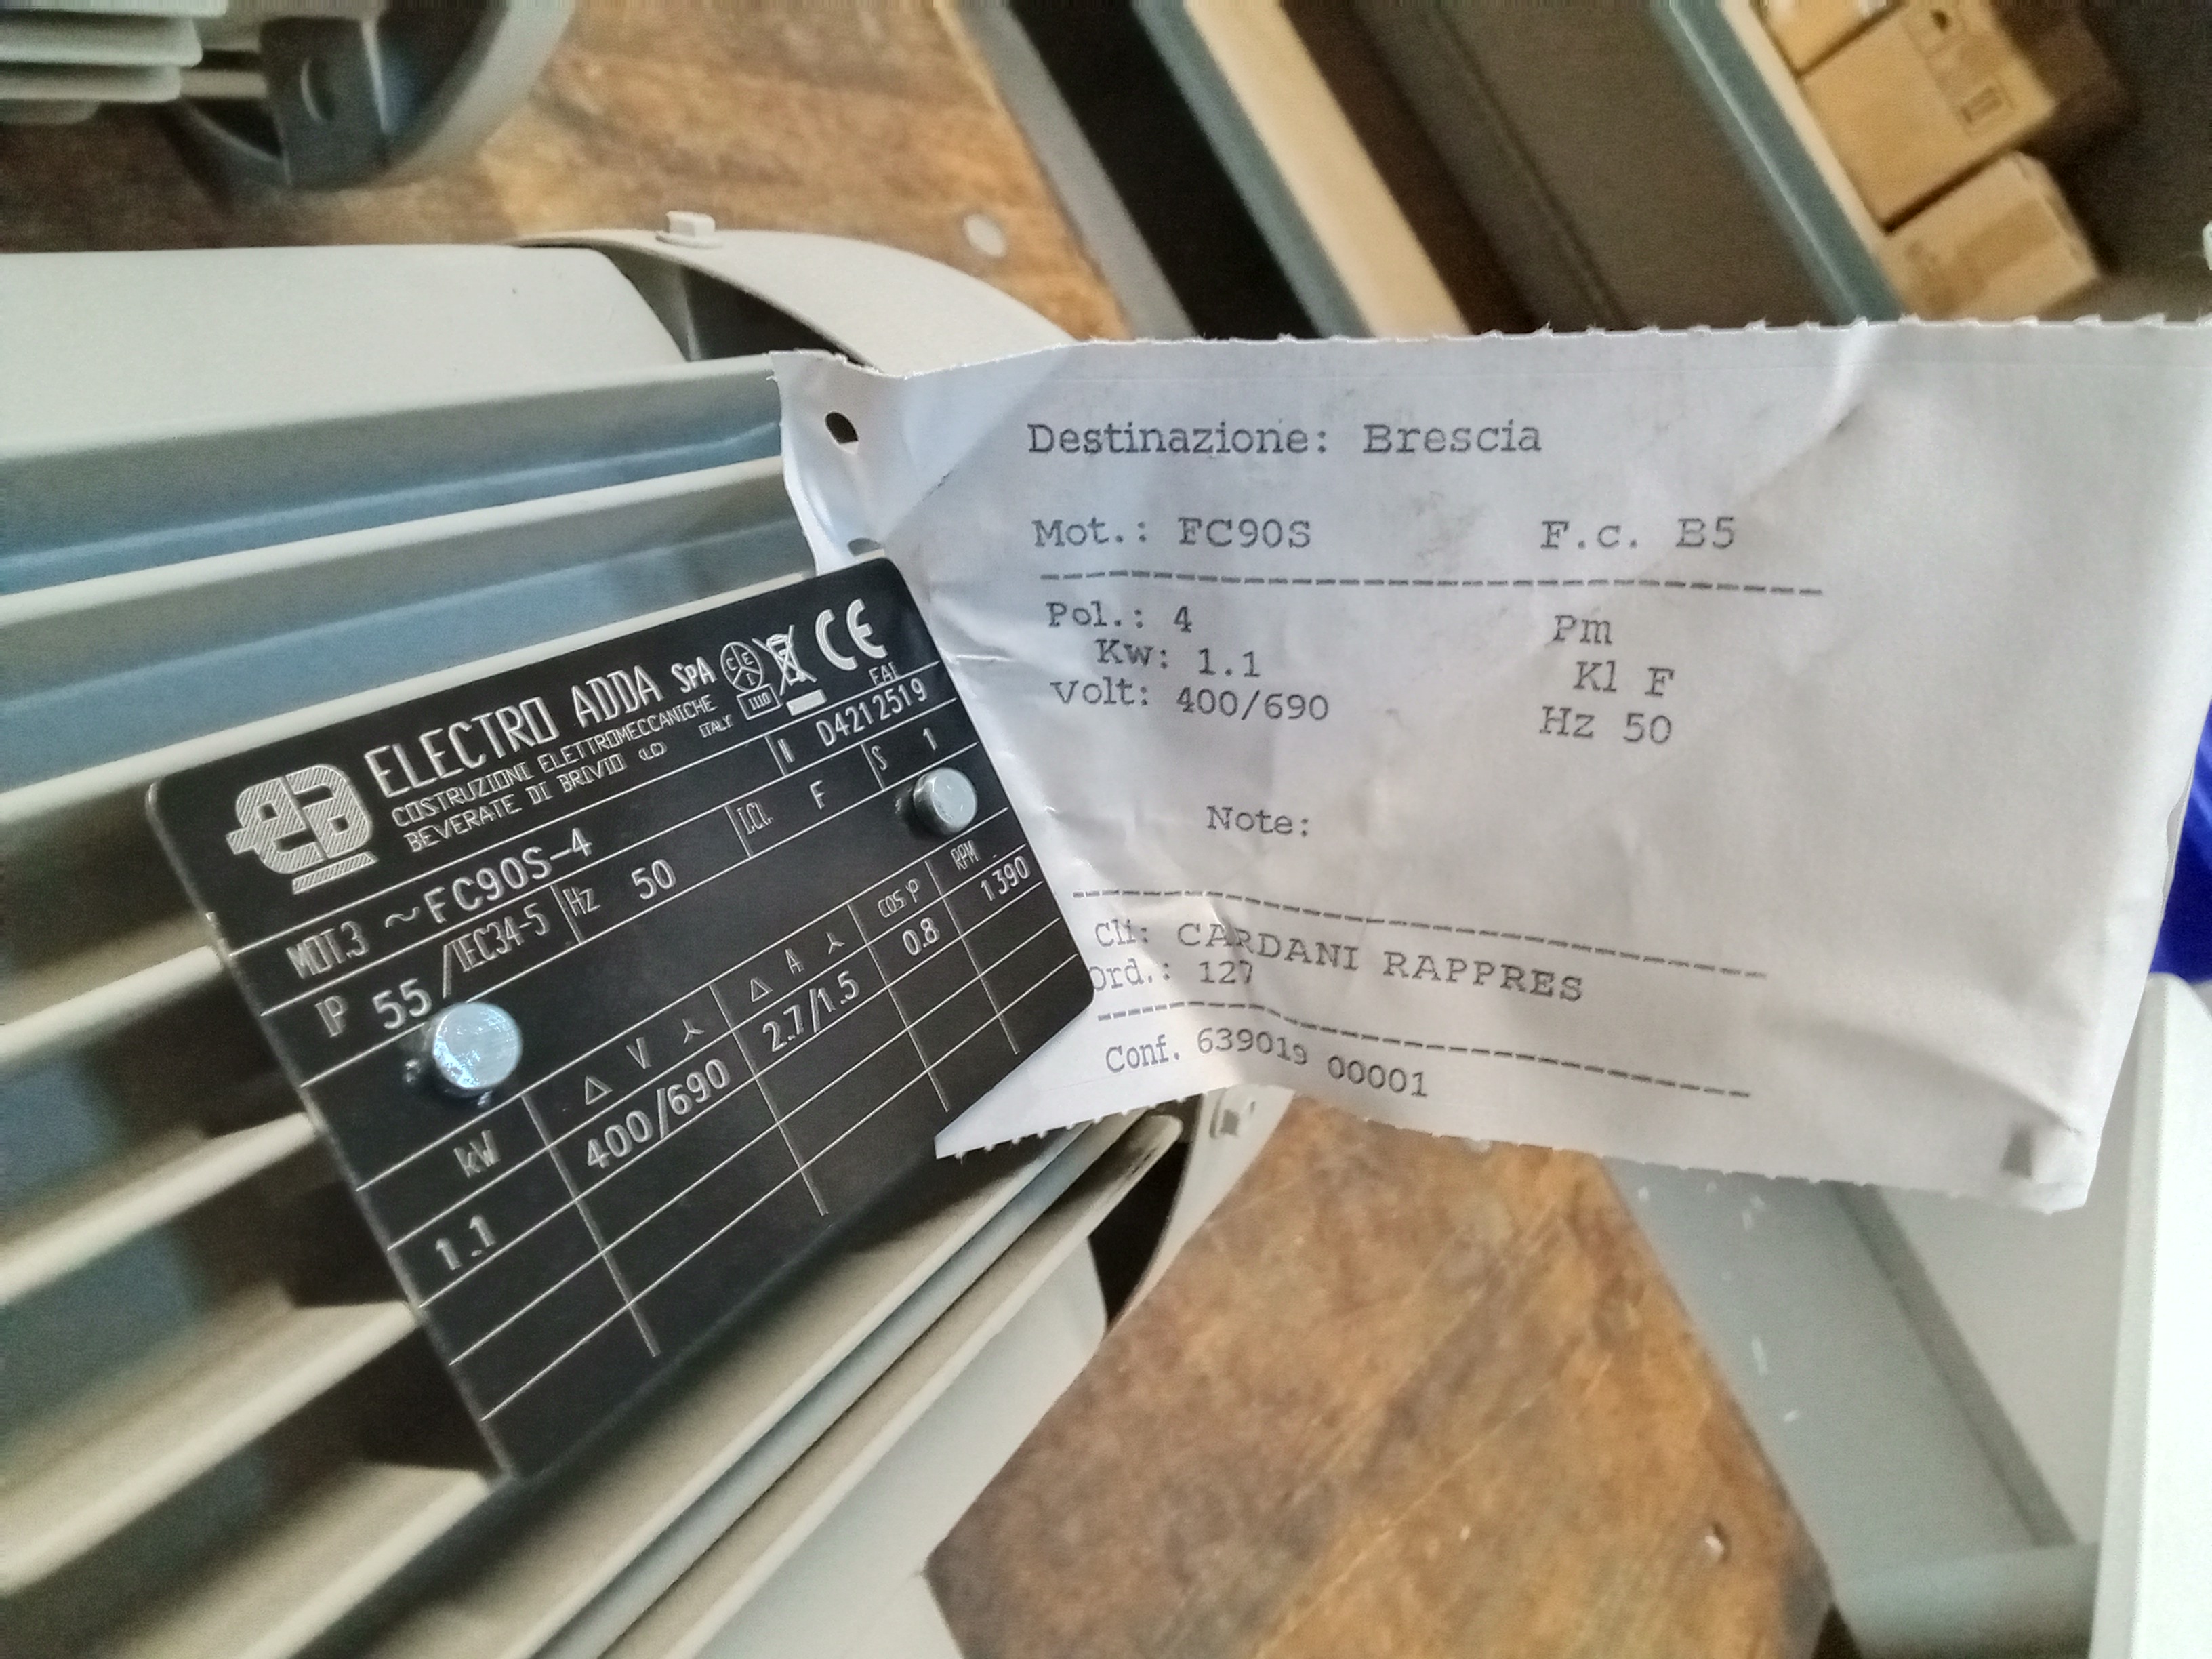 ELECTRO ADDA SPA
COSTRUZIONI ELETTROMECCANICHE
BEVERATE DI BRIVIO (LC) ITALY
CE
1110
EAC
N D4212519
MOT.3 ~ FC90S-4
IP 55 /IEC34-5 Hz 50 I.Cl. F S 1
kW Δ V Y Δ A Y COS φ RPM
1.1 400/690 2.7/1.5 0.8 1390
Destinazione: Brescia
Mot.: FC90S F.c. B5
Pol.: 4 Pm
Kw: 1.1 Kl F
Volt: 400/690 Hz 50
Note:
Cli: CARDANI RAPPRES
Ord.: 127
Conf. 639019 00001